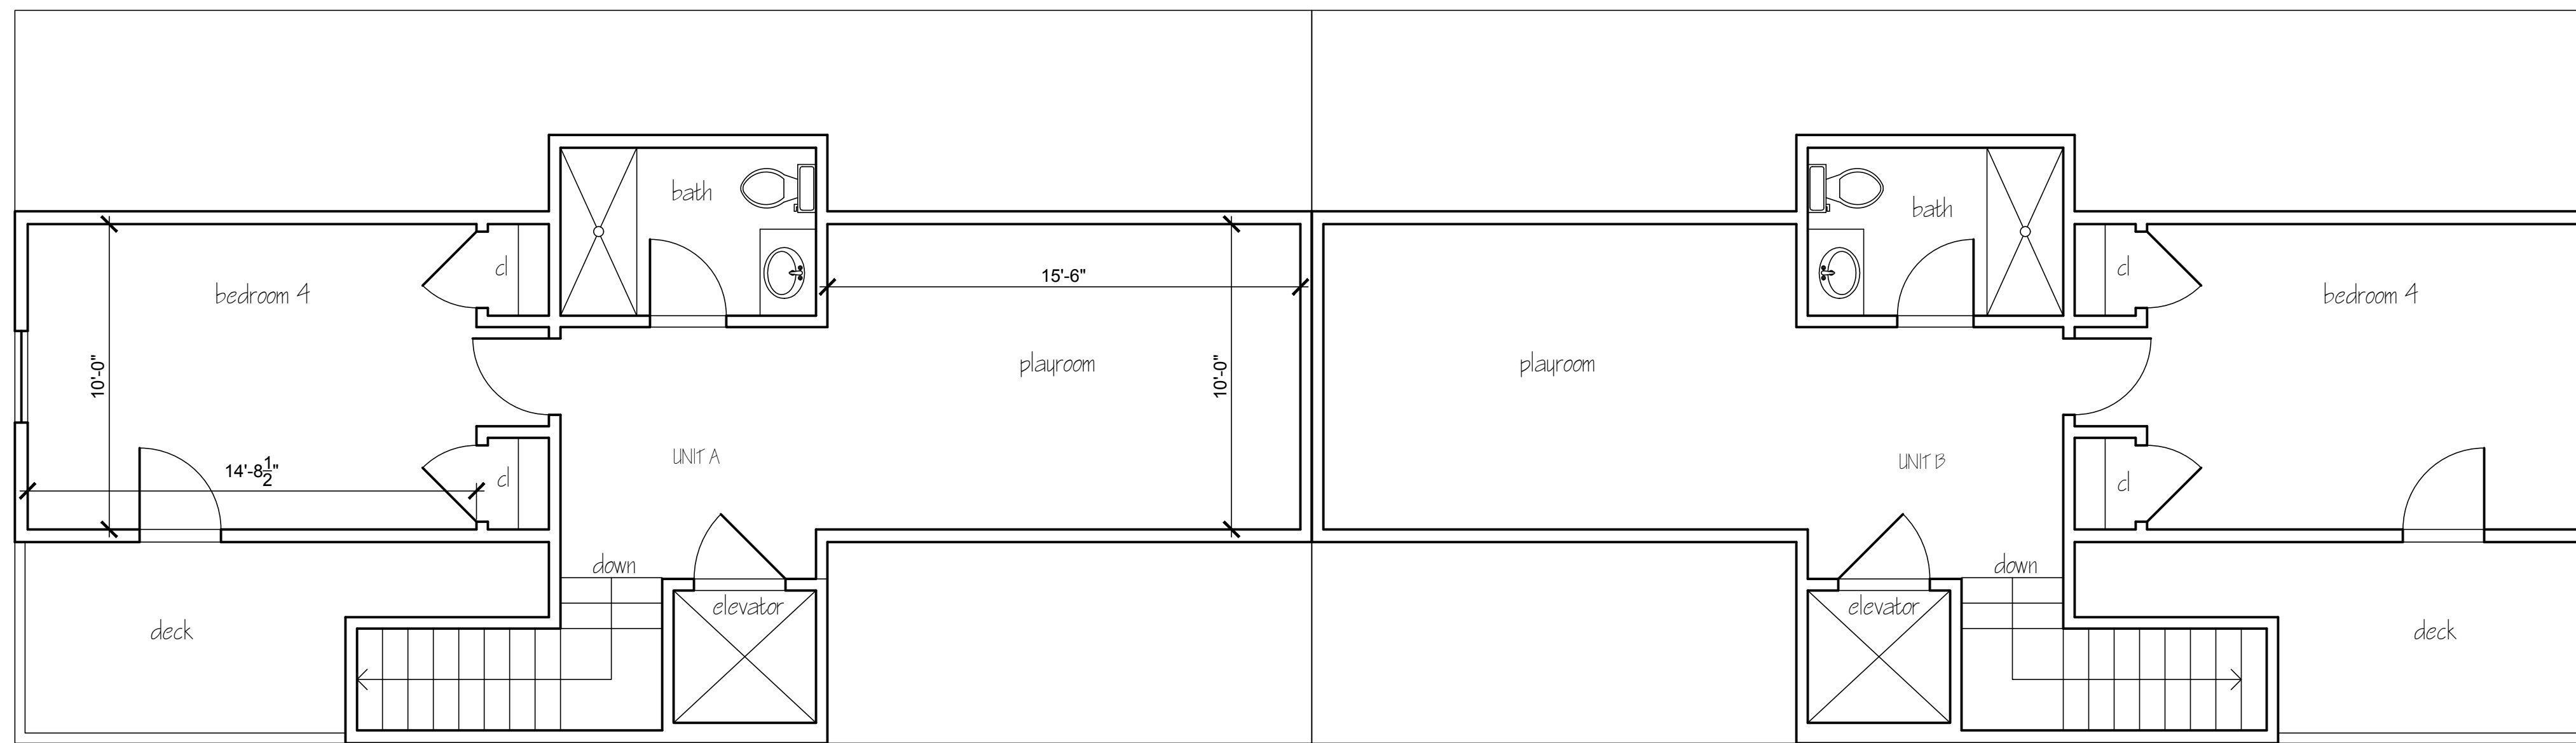 bath
bath
cl
cl
bedroom 4
15'-6"
bedroom 4
10'-0"
playroom
10'-0"
playroom
UNIT A
UNIT B
14'-8 1/2"
cl
cl
down
down
elevator
elevator
deck
deck